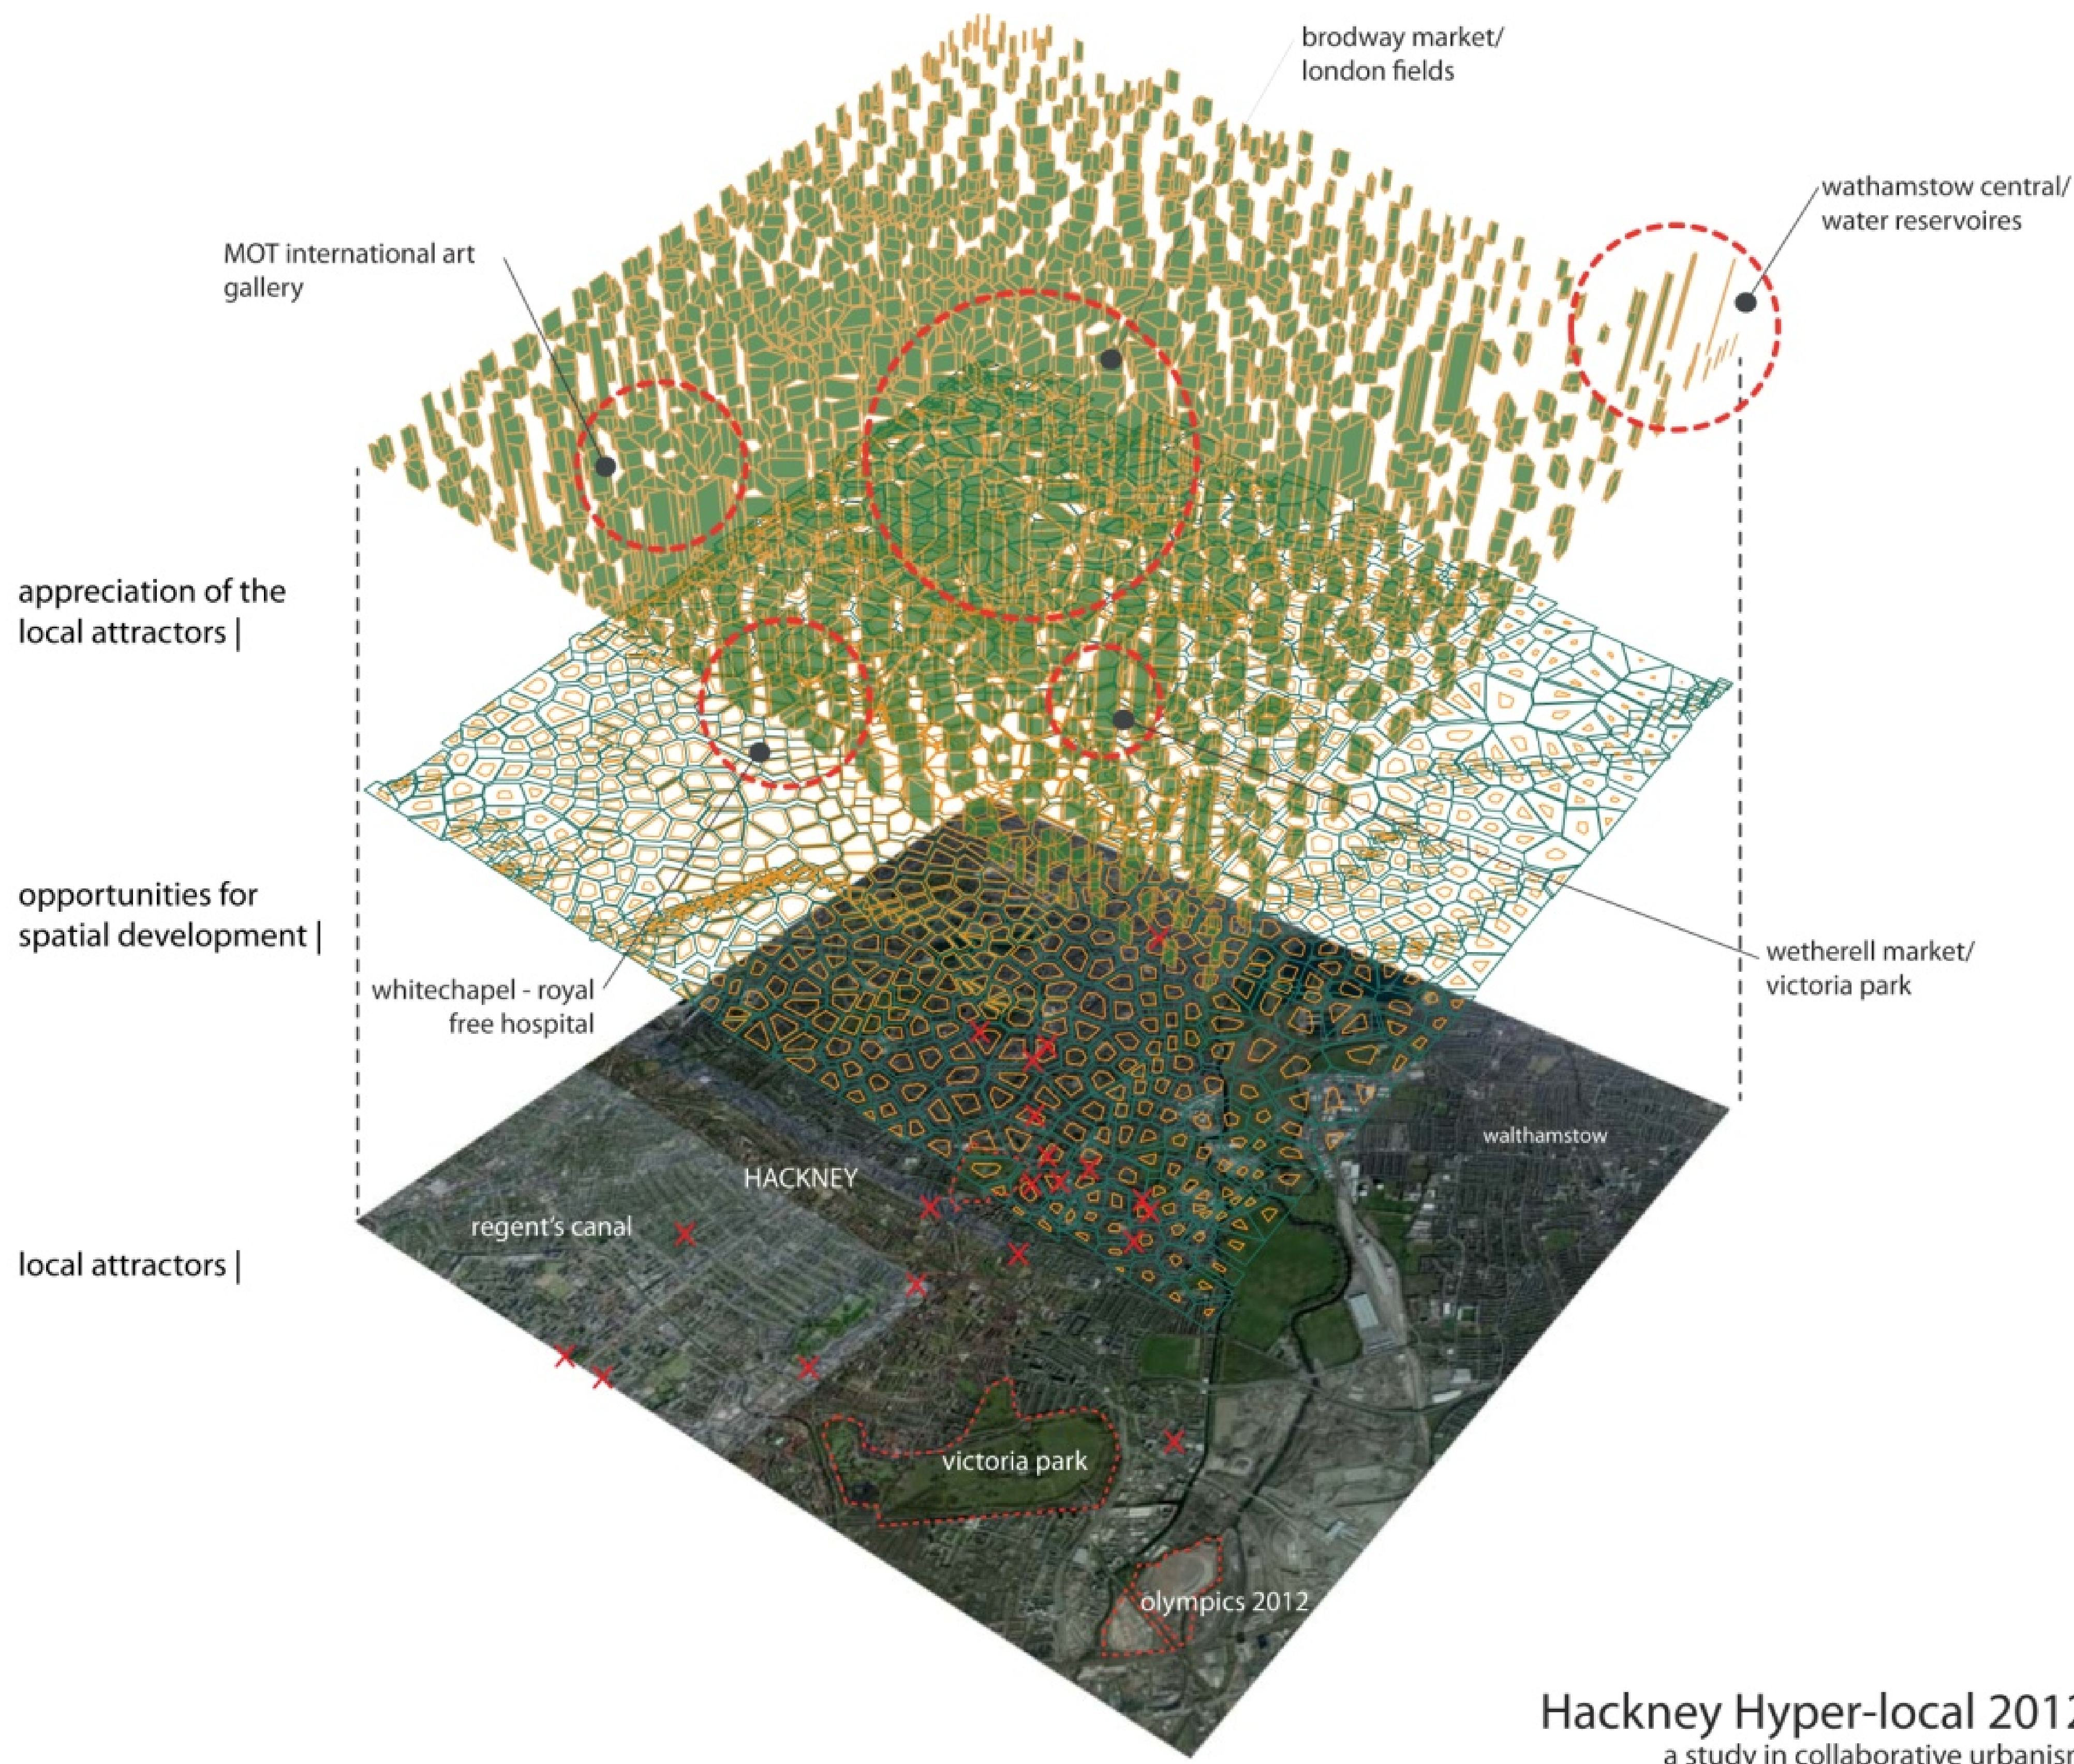 brodway market/
london fields
wathamstow central/
water reservoires
MOT international art
gallery
appreciation of the
local attractors |
opportunities for
spatial development |
whitechapel - royal
free hospital
wetherell market/
victoria park
walthamstow
HACKNEY
regent's canal
local attractors |
victoria park
olympics 2012
Hackney Hyper-local 2012
a study in collaborative urbanism